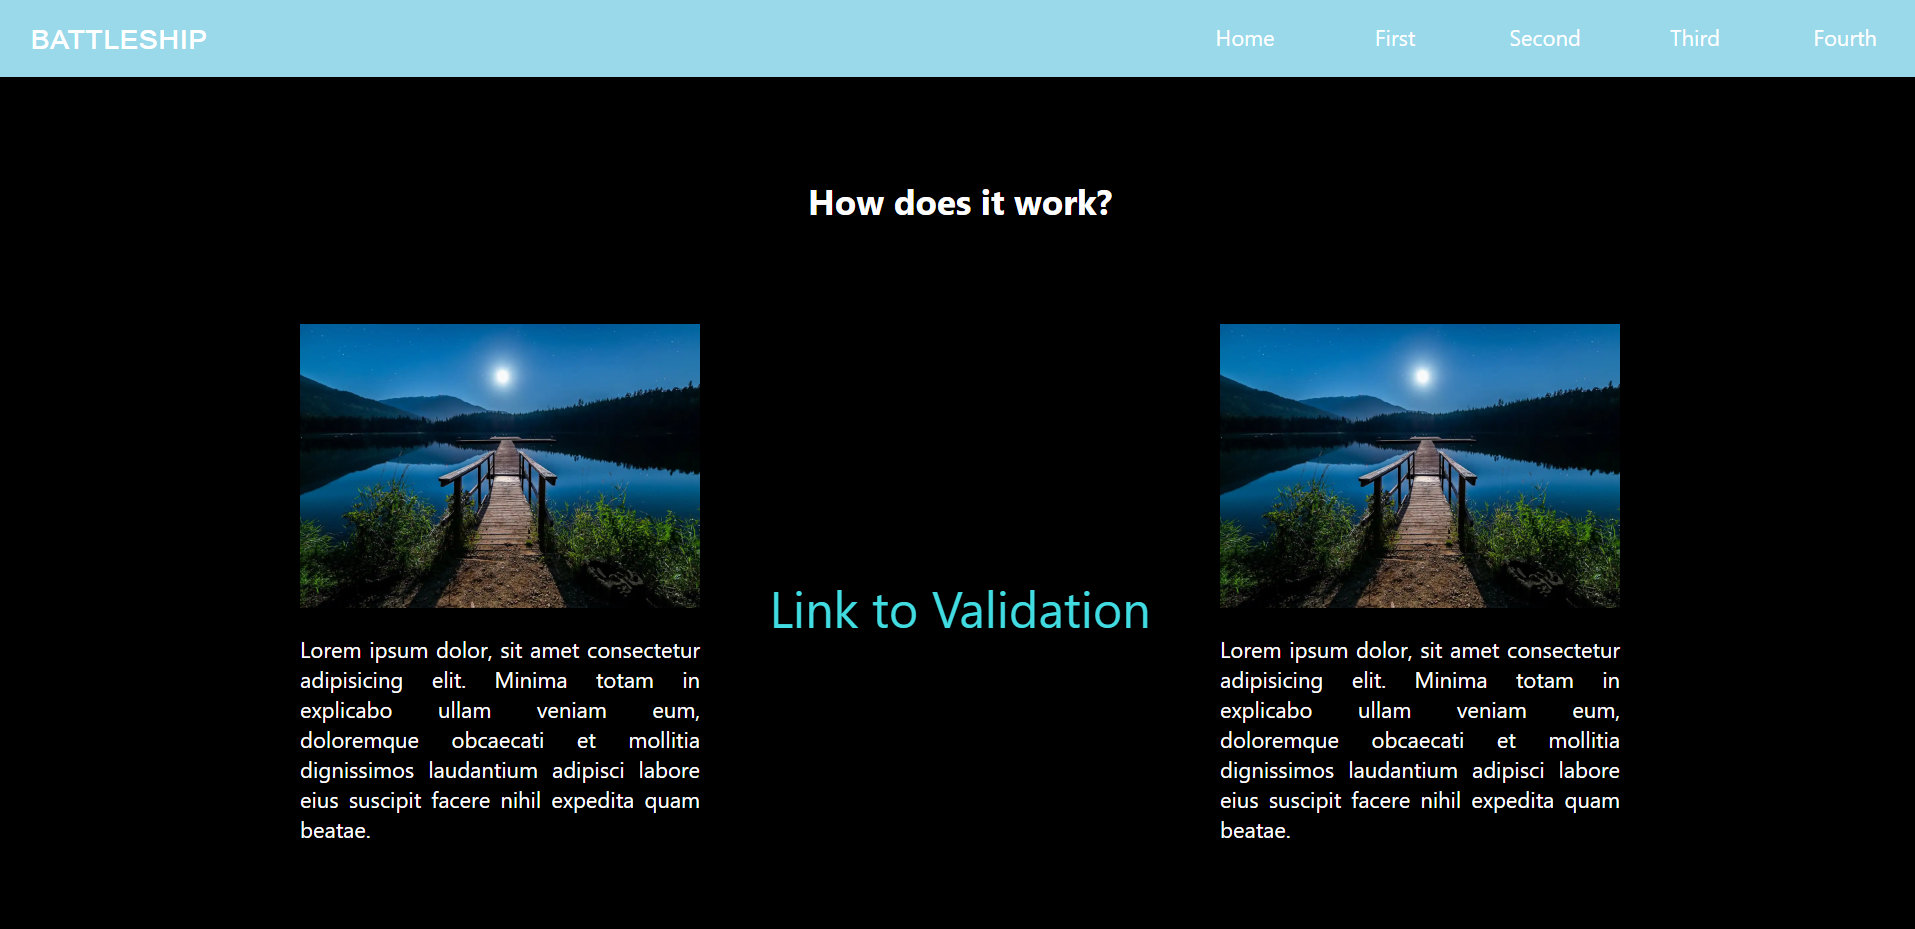 BATTLESHIP
Home First Second Third Fourth
How does it work?
Lorem ipsum dolor, sit amet consectetur
adipisicing elit. Minima totam in
explicabo ullam veniam eum,
doloremque obcaecati et mollitia
dignissimos laudantium adipisci labore
eius suscipit facere nihil expedita quam
beatae.
Link to Validation
Lorem ipsum dolor, sit amet consectetur
adipisicing elit. Minima totam in
explicabo ullam veniam eum,
doloremque obcaecati et mollitia
dignissimos laudantium adipisci labore
eius suscipit facere nihil expedita quam
beatae.